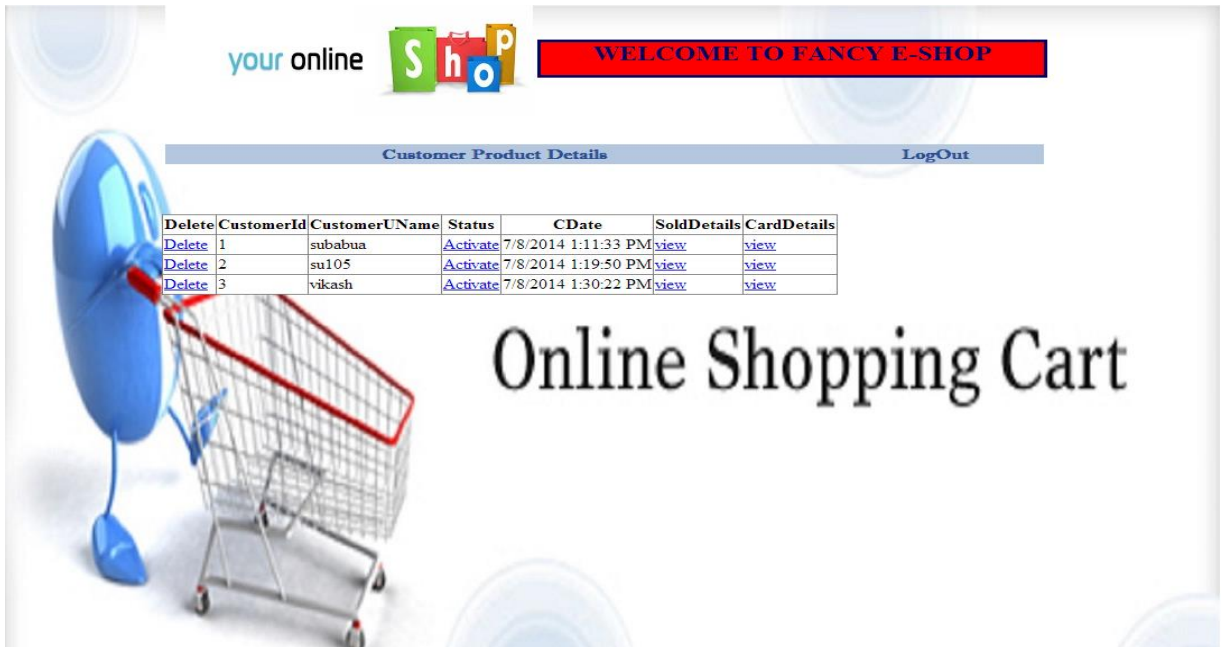 your online Shop
WELCOME TO FANCY E-SHOP
Customer Product Details LogOut
Delete CustomerId CustomerUName Status CDate SoldDetails CardDetails
Delete 1 subabua Activate 7/8/2014 1:11:33 PM view view
Delete 2 su105 Activate 7/8/2014 1:19:50 PM view view
Delete 3 vikash Activate 7/8/2014 1:30:22 PM view view
Online Shopping Cart